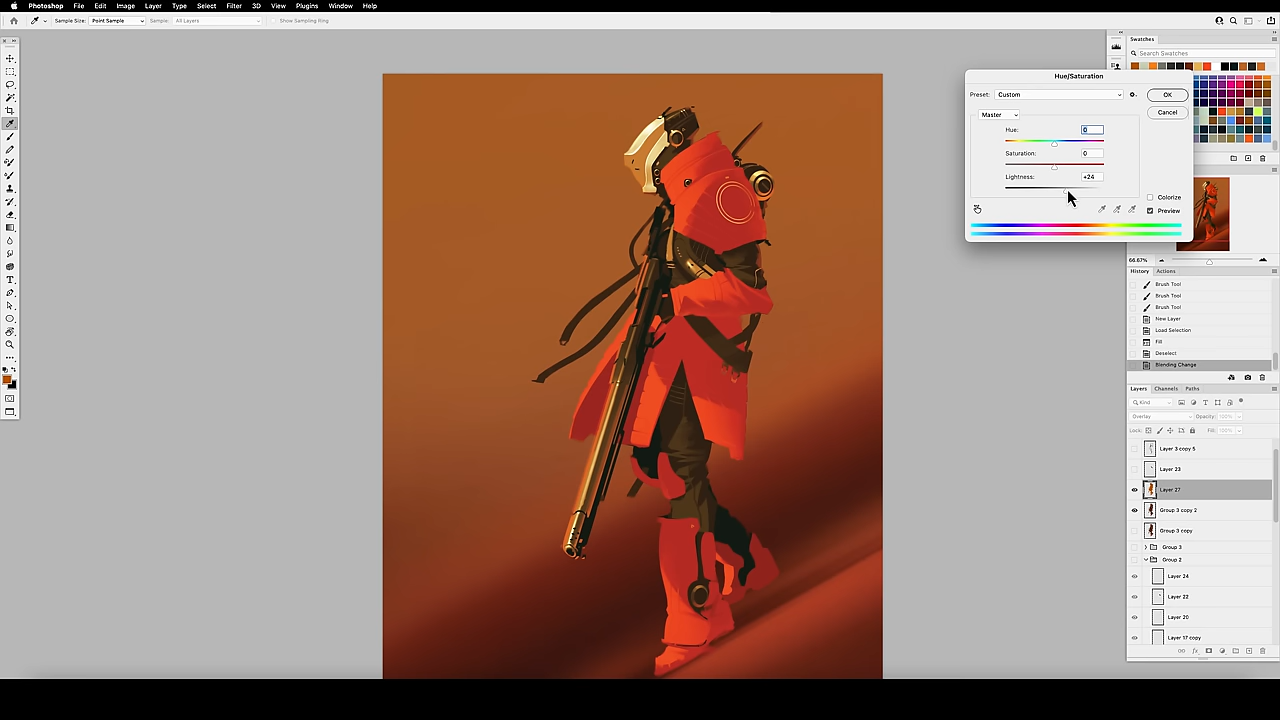 Photoshop File Edit Image Layer Type Select Filter 3D View Plugins Window Help
Sample Size: Point Sample Sample: All Layers Show Sampling Ring
Swatches
Search Swatches
Hue/Saturation
Preset: Custom
OK
Cancel
Master
Hue: 0
Saturation: 0
Lightness: +24
Colorize
Preview
66.67%
History Actions
Brush Tool
Brush Tool
Brush Tool
New Layer
Load Selection
Fill
Deselect
Blending Change
Layers Channels Paths
Kind
Overlay Opacity: 100%
Lock: Fill: 100%
Layer 3 copy 5
Layer 23
Layer 27
Group 3 copy 2
Group 3 copy
Group 3
Group 2
Layer 24
Layer 22
Layer 20
Layer 17 copy